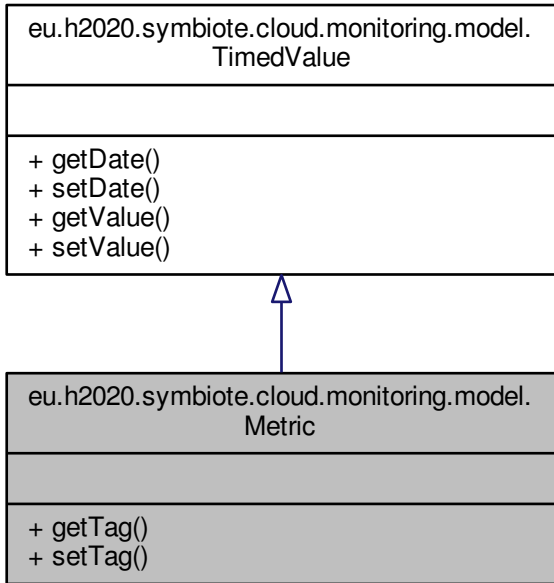 eu.h2020.symbiote.cloud.monitoring.model.
TimedValue
+ getDate()
+ setDate()
+ getValue()
+ setValue()
eu.h2020.symbiote.cloud.monitoring.model.
Metric
+ getTag()
+ setTag()